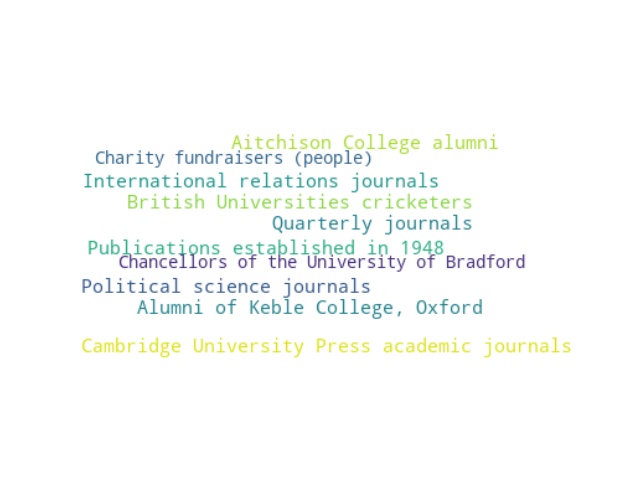 Aitchison College alumni
Charity fundraisers (people)
International relations journals
British Universities cricketers
Quarterly journals
Publications established in 1948
Chancellors of the University of Bradford
Political science journals
Alumni of Keble College, Oxford
Cambridge University Press academic journals